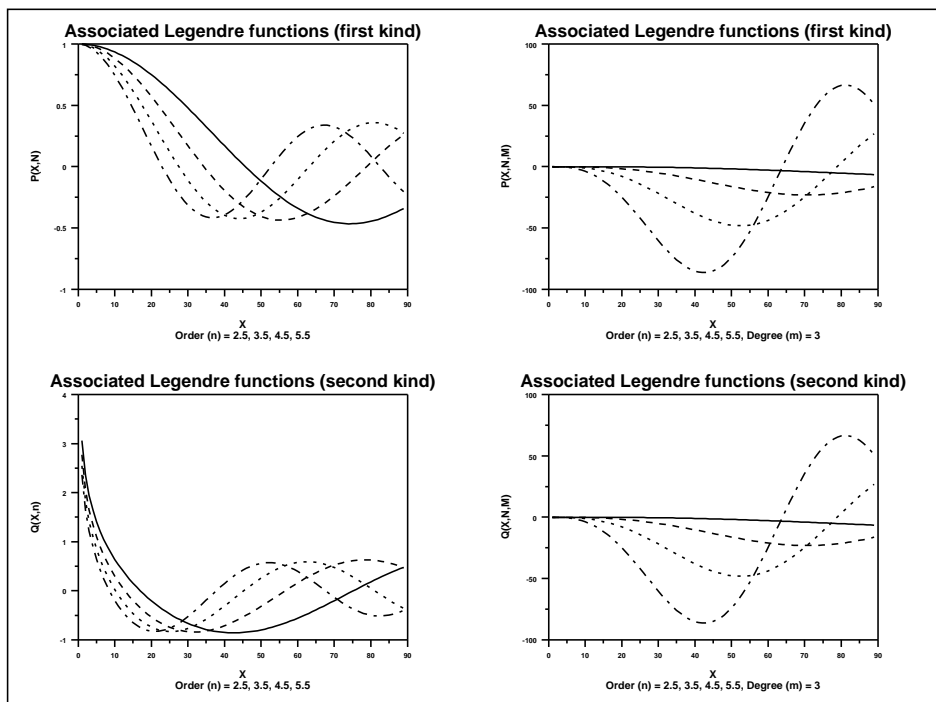 Associated Legendre functions (first kind)
1
0.5
0
-0.5
-1
P(X,N)
0 10 20 30 40 50 60 70 80 90
X
Order (n) = 2.5, 3.5, 4.5, 5.5
Associated Legendre functions (first kind)
100
50
0
-50
-100
P(X,N,M)
0 10 20 30 40 50 60 70 80 90
X
Order (n) = 2.5, 3.5, 4.5, 5.5, Degree (m) = 3
Associated Legendre functions (second kind)
4
3
2
1
0
-1
Q(X,n)
0 10 20 30 40 50 60 70 80 90
X
Order (n) = 2.5, 3.5, 4.5, 5.5
Associated Legendre functions (second kind)
100
50
0
-50
-100
Q(X,N,M)
0 10 20 30 40 50 60 70 80 90
X
Order (n) = 2.5, 3.5, 4.5, 5.5, Degree (m) = 3